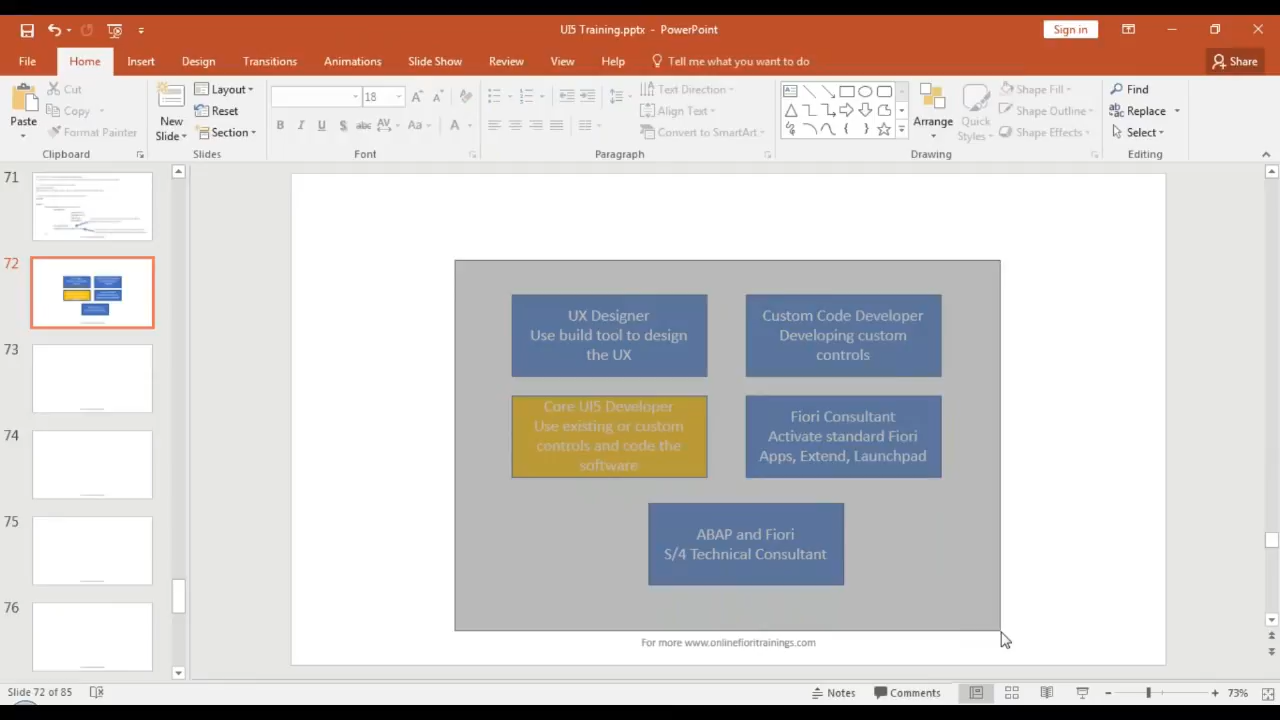 UI5 Training.pptx - PowerPoint
Sign in
File Home Insert Design Transitions Animations Slide Show Review View Help Tell me what you want to do Share
Paste
Cut
Copy
Format Painter
Clipboard
New
Slide
Layout
Reset
Section
Slides
18
B I U S abc AV Aa A
Font
Text Direction
Align Text
Convert to SmartArt
Paragraph
Arrange
Quick
Styles
Shape Fill
Shape Outline
Shape Effects
Drawing
Find
Replace
Select
Editing
71
72
73
74
75
76
UX Designer
Use build tool to design
the UX
Custom Code Developer
Developing custom
controls
Core UI5 Developer
Use existing or custom
controls and code the
software
Fiori Consultant
Activate standard Fiori
Apps, Extend, Launchpad
ABAP and Fiori
S/4 Technical Consultant
For more www.onlinefioritrainings.com
Slide 72 of 85
Notes
Comments
73%